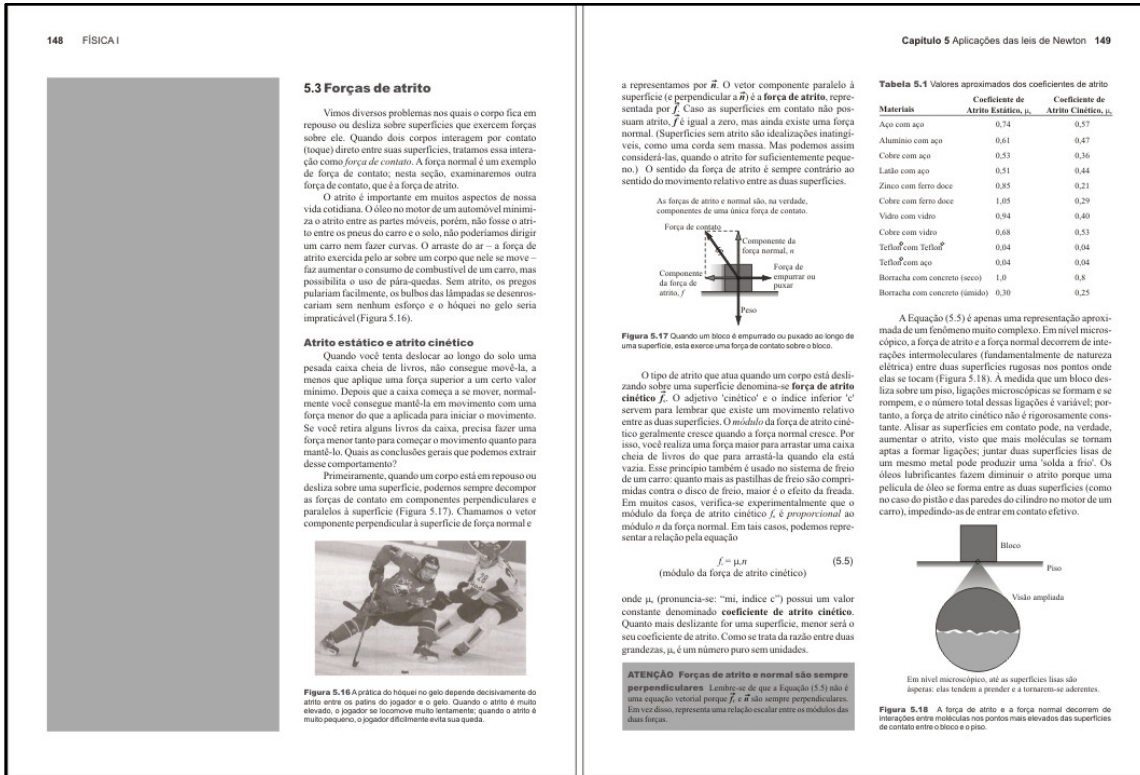 148 FÍSICA I
5.3 Forças de atrito
Vimos diversos problemas nos quais o corpo fica em
repouso ou desliza sobre superfícies que exercem forças
sobre ele. Quando dois corpos interagem por contato
(toque) direto entre suas superfícies, tratamos essa intera-
ção como força de contato. A força normal é um exemplo
de força de contato; nesta seção, examinaremos outra
força de contato, que é a força de atrito.
O atrito é importante em muitos aspectos de nossa
vida cotidiana. O óleo no motor de um automóvel minimi-
za o atrito entre as partes móveis, porém, não fosse o atri-
to entre os pneus do carro e o solo, não poderíamos dirigir
um carro nem fazer curvas. O arraste do ar – a força de
atrito exercida pelo ar sobre um corpo que nele se move –
faz aumentar o consumo de combustível de um carro, mas
possibilita o uso de pára-quedas. Sem atrito, os pregos
pulariam facilmente, os bulbos das lâmpadas se desenros-
cariam sem nenhum esforço e o hóquei no gelo seria
impraticável (Figura 5.16).
Atrito estático e atrito cinético
Quando você tenta deslocar ao longo do solo uma
pesada caixa cheia de livros, não consegue movê-la, a
menos que aplique uma força superior a um certo valor
mínimo. Depois que a caixa começa a se mover, normal-
mente você consegue mantê-la em movimento com uma
força menor do que a aplicada para iniciar o movimento.
Se você retira alguns livros da caixa, precisa fazer uma
força menor tanto para começar o movimento quanto para
mantê-lo. Quais as conclusões gerais que podemos extrair
desse comportamento?
Primeiramente, quando um corpo está em repouso ou
desliza sobre uma superfície, podemos sempre decompor
as forças de contato em componentes perpendiculares e
paralelos à superfície (Figura 5.17). Chamamos o vetor
componente perpendicular à superfície de força normal e
28
Figura 5.16 A prática do hóquei no gelo depende decisivamente do
atrito entre os patins do jogador e o gelo. Quando o atrito é muito
elevado, o jogador se locomove muito lentamente; quando o atrito é
muito pequeno, o jogador dificilmente evita sua queda.
Capítulo 5 Aplicações das leis de Newton 149
a representamos por n⃗. O vetor componente paralelo à
superfície (e perpendicular a n⃗) é a força de atrito, repre-
sentada por f⃗. Caso as superfícies em contato não pos-
suam atrito, f⃗ é igual a zero, mas ainda existe uma força
normal. (Superfícies sem atrito são idealizações inatingí-
veis, como uma corda sem massa. Mas podemos assim
considerá-las, quando o atrito for suficientemente peque-
no.) O sentido da força de atrito é sempre contrário ao
sentido do movimento relativo entre as duas superfícies.
As forças de atrito e normal são, na verdade,
componentes de uma única força de contato.
Força de contato
Componente da
força normal, n
Componente
da força de
atrito, f
Força de
empurrar ou
puxar
Peso
Figura 5.17 Quando um bloco é empurrado ou puxado ao longo de
uma superfície, esta exerce uma força de contato sobre o bloco.
O tipo de atrito que atua quando um corpo está desli-
zando sobre uma superfície denomina-se força de atrito
cinético f⃗c. O adjetivo 'cinético' e o índice inferior 'c'
servem para lembrar que existe um movimento relativo
entre as duas superfícies. O módulo da força de atrito ciné-
tico geralmente cresce quando a força normal cresce. Por
isso, você realiza uma força maior para arrastar uma caixa
cheia de livros do que para arrastá-la quando ela está
vazia. Esse princípio também é usado no sistema de freio
de um carro: quanto mais as pastilhas de freio são compri-
midas contra o disco de freio, maior é o efeito da freada.
Em muitos casos, verifica-se experimentalmente que o
módulo da força de atrito cinético fc é proporcional ao
módulo n da força normal. Em tais casos, podemos repre-
sentar a relação pela equação
fc = μcn (5.5)
(módulo da força de atrito cinético)
onde μc (pronuncia-se: "mi, índice c") possui um valor
constante denominado coeficiente de atrito cinético.
Quanto mais deslizante for uma superfície, menor será o
seu coeficiente de atrito. Como se trata da razão entre duas
grandezas, μc é um número puro sem unidades.
ATENÇÃO Forças de atrito e normal são sempre
perpendiculares Lembre-se de que a Equação (5.5) não é
uma equação vetorial porque f⃗c e n⃗ são sempre perpendiculares.
Em vez disso, representa uma relação escalar entre os módulos das
duas forças.
Tabela 5.1 Valores aproximados dos coeficientes de atrito
Coeficiente de Coeficiente de
Materiais Atrito Estático, μs Atrito Cinético, μc
Aço com aço 0,74 0,57
Alumínio com aço 0,61 0,47
Cobre com aço 0,53 0,36
Latão com aço 0,51 0,44
Zinco com ferro doce 0,85 0,21
Cobre com ferro doce 1,05 0,29
Vidro com vidro 0,94 0,40
Cobre com vidro 0,68 0,53
Teflon com Teflon 0,04 0,04
Teflon com aço 0,04 0,04
Borracha com concreto (seco) 1,0 0,8
Borracha com concreto (úmido) 0,30 0,25
A Equação (5.5) é apenas uma representação aproxi-
mada de um fenômeno muito complexo. Em nível micros-
cópico, a força de atrito e a força normal decorrem de inte-
rações intermoleculares (fundamentalmente de natureza
elétrica) entre duas superfícies rugosas nos pontos onde
elas se tocam (Figura 5.18). À medida que um bloco des-
liza sobre um piso, ligações microscópicas se formam e se
rompem, e o número total dessas ligações é variável; por-
tanto, a força de atrito cinético não é rigorosamente cons-
tante. Alisar as superfícies em contato pode, na verdade,
aumentar o atrito, visto que mais moléculas se tornam
aptas a formar ligações; juntar duas superfícies lisas de
um mesmo metal pode produzir uma 'solda a frio'. Os
óleos lubrificantes fazem diminuir o atrito porque uma
película de óleo se forma entre as duas superfícies (como
no caso do pistão e das paredes do cilindro no motor de um
carro), impedindo-as de entrar em contato efetivo.
Bloco
Piso
Visão ampliada
Em nível microscópico, até as superfícies lisas são
ásperas: elas tendem a prender e a tornarem-se aderentes.
Figura 5.18 A força de atrito e a força normal decorrem de
interações entre moléculas nos pontos mais elevados das superfícies
de contato entre o bloco e o piso.